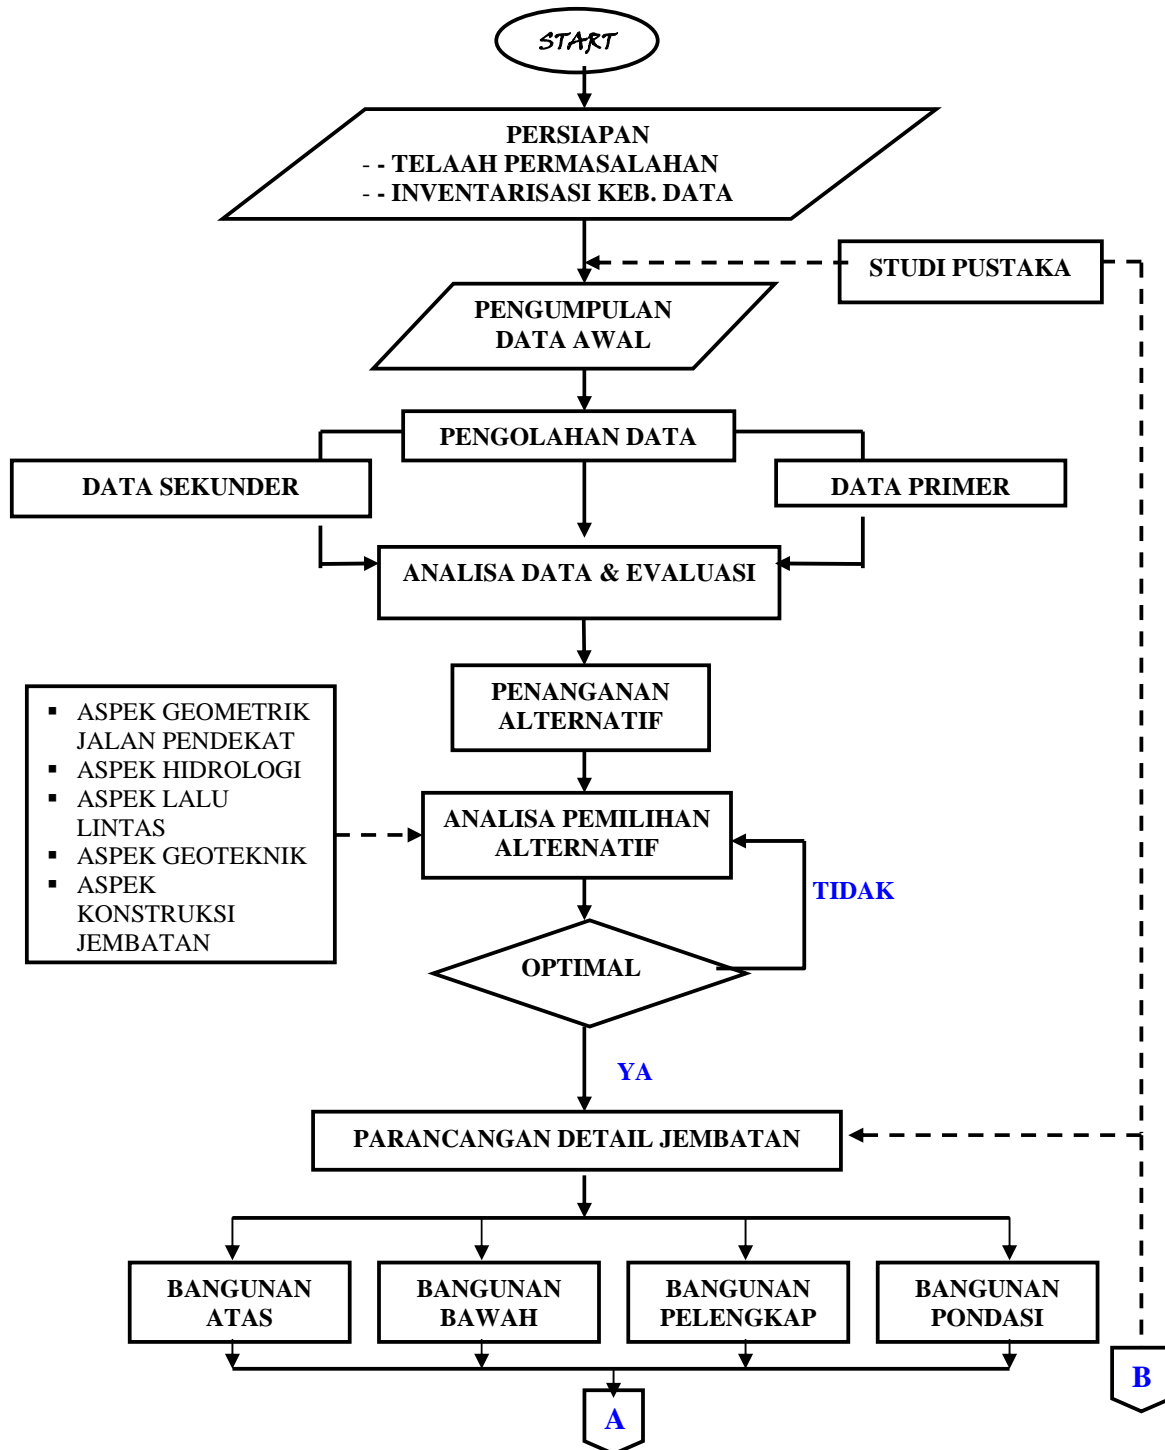 START
PERSIAPAN
- - TELAAH PERMASALAHAN
- - INVENTARISASI KEB. DATA
STUDI PUSTAKA
PENGUMPULAN
DATA AWAL
PENGOLAHAN DATA
DATA SEKUNDER
DATA PRIMER
ANALISA DATA & EVALUASI
PENANGANAN
ALTERNATIF
▪ ASPEK GEOMETRIK
JALAN PENDEKAT
▪ ASPEK HIDROLOGI
▪ ASPEK LALU
LINTAS
▪ ASPEK GEOTEKNIK
▪ ASPEK
KONSTRUKSI
JEMBATAN
ANALISA PEMILIHAN
ALTERNATIF
TIDAK
OPTIMAL
YA
PARANCANGAN DETAIL JEMBATAN
BANGUNAN
ATAS
BANGUNAN
BAWAH
BANGUNAN
PELENGKAP
BANGUNAN
PONDASI
B
A